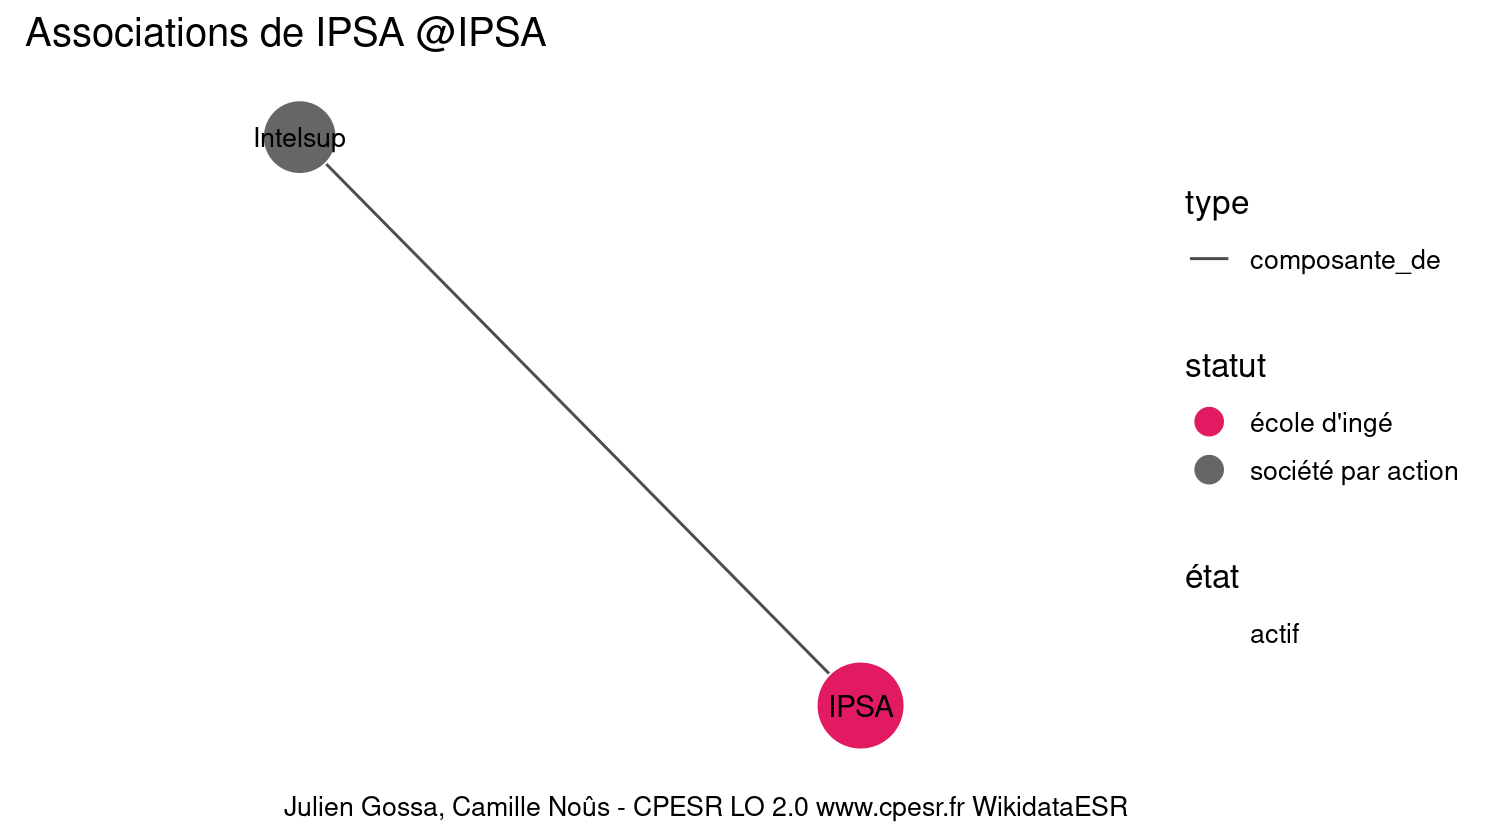 Associations de IPSA @IPSA
Intelsup
IPSA
type
composante_de
statut
école d'ingé
société par action
état
actif
Julien Gossa, Camille Noûs - CPESR LO 2.0 www.cpesr.fr WikidataESR